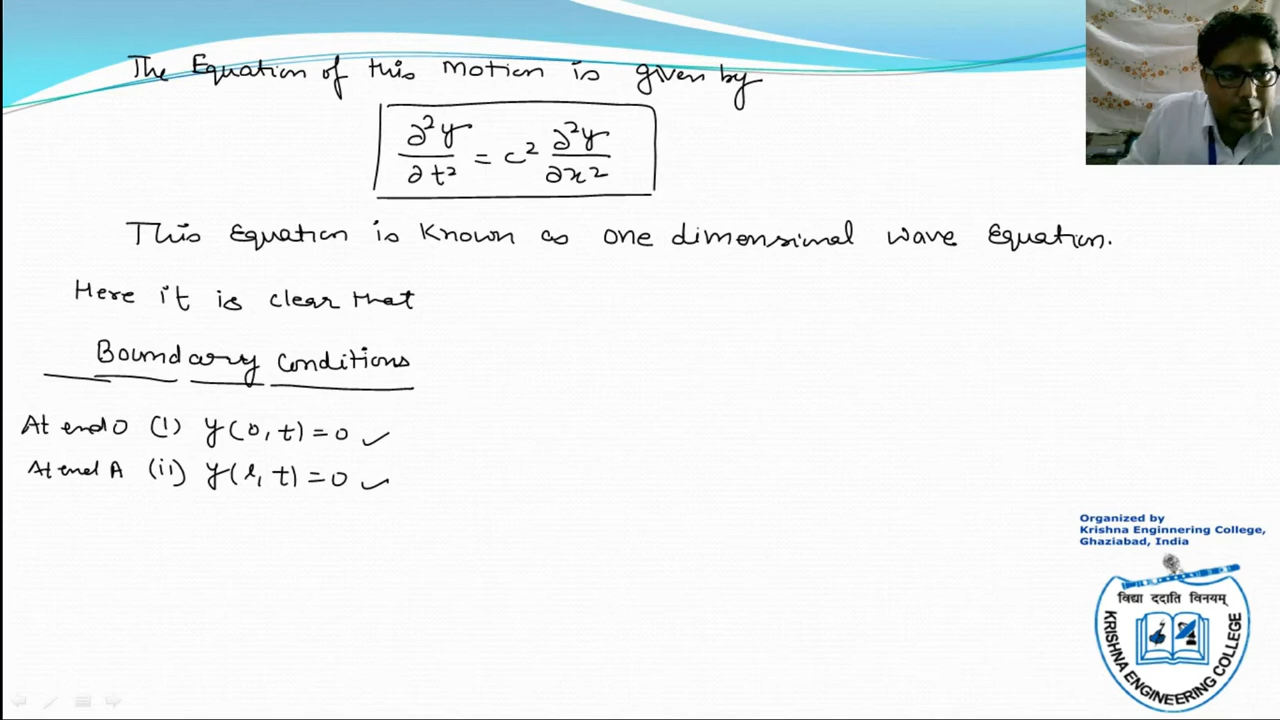 The Equation of this Motion is given by
∂²y/∂t² = c² ∂²y/∂x²
This Equation is known as one dimensional wave Equation.
Here it is clear that
Boundary Conditions
At end O (i) y(0, t) = 0 ✓
At end A (ii) y(l, t) = 0 ✓
Organized by
Krishna Enginnering College,
Ghaziabad, India
विद्या ददाति विनयम्
KRISHNA ENGINEERING COLLEGE